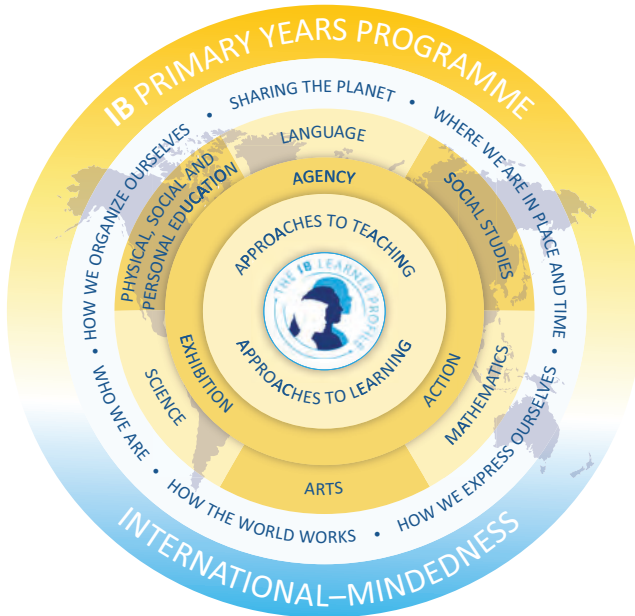 IB PRIMARY YEARS PROGRAMME
SHARING THE PLANET
WHERE WE ARE IN PLACE AND TIME
HOW WE EXPRESS OURSELVES
HOW THE WORLD WORKS
WHO WE ARE
HOW WE ORGANIZE OURSELVES
LANGUAGE
SOCIAL STUDIES
MATHEMATICS
ARTS
SCIENCE
PHYSICAL, SOCIAL AND
PERSONAL EDUCATION
AGENCY
ACTION
EXHIBITION
APPROACHES TO TEACHING
THE IB LEARNER PROFILE
APPROACHES TO LEARNING
INTERNATIONAL–MINDEDNESS